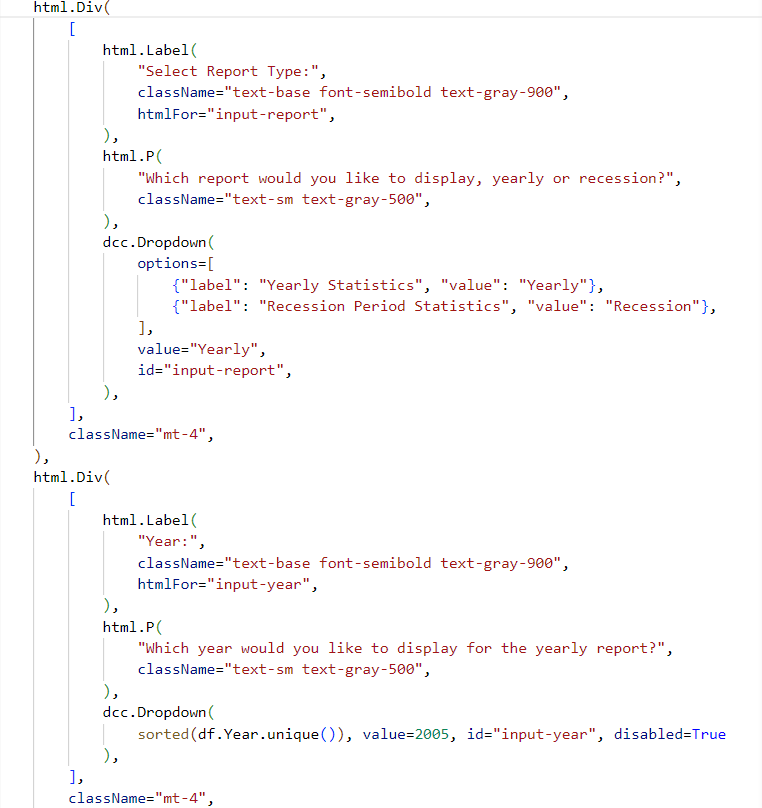 html.Div(
    [
        html.Label(
            "Select Report Type:",
            className="text-base font-semibold text-gray-900",
            htmlFor="input-report",
        ),
        html.P(
            "Which report would you like to display, yearly or recession?",
            className="text-sm text-gray-500",
        ),
        dcc.Dropdown(
            options=[
                {"label": "Yearly Statistics", "value": "Yearly"},
                {"label": "Recession Period Statistics", "value": "Recession"},
            ],
            value="Yearly",
            id="input-report",
        ),
    ],
    className="mt-4",
),
html.Div(
    [
        html.Label(
            "Year:",
            className="text-base font-semibold text-gray-900",
            htmlFor="input-year",
        ),
        html.P(
            "Which year would you like to display for the yearly report?",
            className="text-sm text-gray-500",
        ),
        dcc.Dropdown(
            sorted(df.Year.unique()), value=2005, id="input-year", disabled=True
        ),
    ],
    className="mt-4",